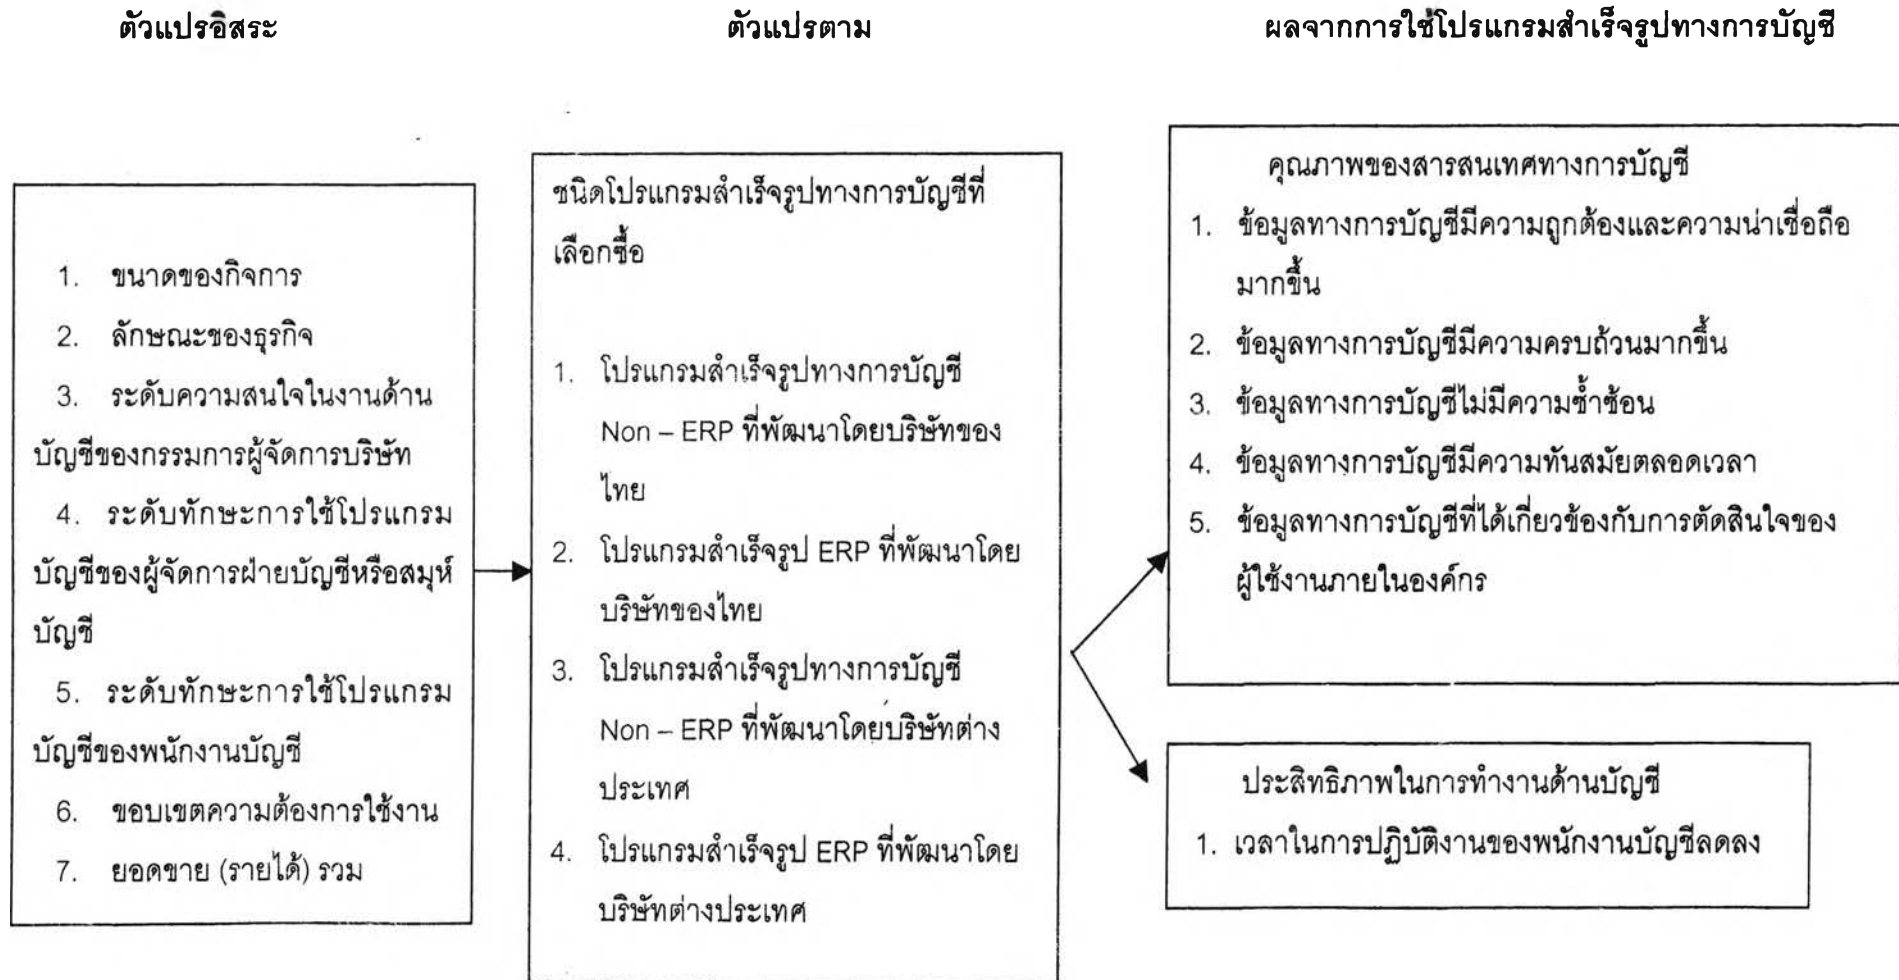 ตัวแปรอิสระ
ตัวแปรตาม
ผลจากการใช้โปรแกรมสำเร็จรูปทางการบัญชี
1. ขนาดของกิจการ
2. ลักษณะของธุรกิจ
3. ระดับความสนใจในงานด้าน
บัญชีของกรรมการผู้จัดการบริษัท
4. ระดับทักษะการใช้โปรแกรม
บัญชีของผู้จัดการฝ่ายบัญชีหรือสมุห์
บัญชี
5. ระดับทักษะการใช้โปรแกรม
บัญชีของพนักงานบัญชี
6. ขอบเขตความต้องการใช้งาน
7. ยอดขาย (รายได้) รวม
ชนิดโปรแกรมสำเร็จรูปทางการบัญชีที่
เลือกซื้อ
1. โปรแกรมสำเร็จรูปทางการบัญชี
Non – ERP ที่พัฒนาโดยบริษัทของ
ไทย
2. โปรแกรมสำเร็จรูป ERP ที่พัฒนาโดย
บริษัทของไทย
3. โปรแกรมสำเร็จรูปทางการบัญชี
Non – ERP ที่พัฒนาโดยบริษัทต่าง
ประเทศ
4. โปรแกรมสำเร็จรูป ERP ที่พัฒนาโดย
บริษัทต่างประเทศ
คุณภาพของสารสนเทศทางการบัญชี
1. ข้อมูลทางการบัญชีมีความถูกต้องและความน่าเชื่อถือ
มากขึ้น
2. ข้อมูลทางการบัญชีมีความครบถ้วนมากขึ้น
3. ข้อมูลทางการบัญชีไม่มีความซ้ำซ้อน
4. ข้อมูลทางการบัญชีมีความทันสมัยตลอดเวลา
5. ข้อมูลทางการบัญชีที่ได้เกี่ยวข้องกับการตัดสินใจของ
ผู้ใช้งานภายในองค์กร
ประสิทธิภาพในการทำงานด้านบัญชี
1. เวลาในการปฏิบัติงานของพนักงานบัญชีลดลง